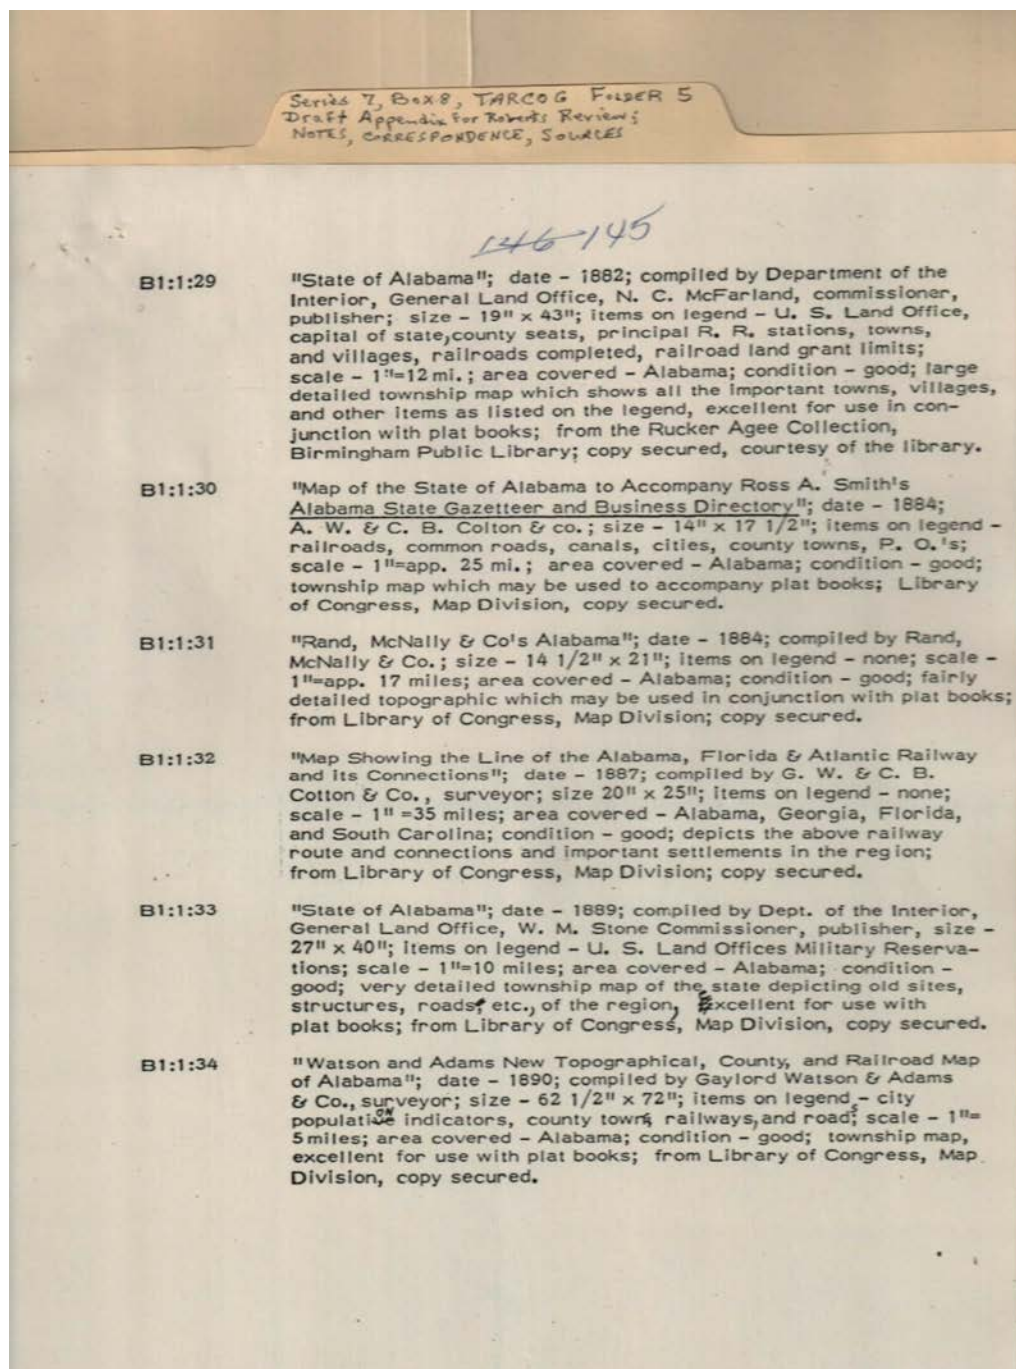 Series 7, Box 8, TARCOG FOLDER 5
Draft Appendix for Roberts Review;
NOTES, CORRESPONDENCE, SOURCES
146 145
B1:1:29 "State of Alabama"; date - 1882; compiled by Department of the
Interior, General Land Office, N. C. McFarland, commissioner,
publisher; size - 19" x 43"; items on legend - U. S. Land Office,
capital of state, county seats, principal R. R. stations, towns,
and villages, railroads completed, railroad land grant limits;
scale - 1"=12 mi.; area covered - Alabama; condition - good; large
detailed township map which shows all the important towns, villages,
and other items as listed on the legend, excellent for use in con-
junction with plat books; from the Rucker Agee Collection,
Birmingham Public Library; copy secured, courtesy of the library.
B1:1:30 "Map of the State of Alabama to Accompany Ross A. Smith's
Alabama State Gazetteer and Business Directory"; date - 1884;
A. W. & C. B. Colton & co.; size - 14" x 17 1/2"; items on legend -
railroads, common roads, canals, cities, county towns, P. O.'s;
scale - 1"=app. 25 mi.; area covered - Alabama; condition - good;
township map which may be used to accompany plat books; Library
of Congress, Map Division, copy secured.
B1:1:31 "Rand, McNally & Co's Alabama"; date - 1884; compiled by Rand,
McNally & Co.; size - 14 1/2" x 21"; items on legend - none; scale -
1"=app. 17 miles; area covered - Alabama; condition - good; fairly
detailed topographic which may be used in conjunction with plat books;
from Library of Congress, Map Division; copy secured.
B1:1:32 "Map Showing the Line of the Alabama, Florida & Atlantic Railway
and its Connections"; date - 1887; compiled by G. W. & C. B.
Cotton & Co., surveyor; size 20" x 25"; items on legend - none;
scale - 1" =35 miles; area covered - Alabama, Georgia, Florida,
and South Carolina; condition - good; depicts the above railway
route and connections and important settlements in the region;
from Library of Congress, Map Division; copy secured.
B1:1:33 "State of Alabama"; date - 1889; compiled by Dept. of the Interior,
General Land Office, W. M. Stone Commissioner, publisher, size -
27" x 40"; items on legend - U. S. Land Offices Military Reserva-
tions; scale - 1"=10 miles; area covered - Alabama; condition -
good; very detailed township map of the state depicting old sites,
structures, roads, etc., of the region, excellent for use with
plat books; from Library of Congress, Map Division, copy secured.
B1:1:34 "Watson and Adams New Topographical, County, and Railroad Map
of Alabama"; date - 1890; compiled by Gaylord Watson & Adams
& Co., surveyor; size - 62 1/2" x 72"; items on legend - city
population indicators, county towns, railways, and roads; scale - 1"=
5 miles; area covered - Alabama; condition - good; township map,
excellent for use with plat books; from Library of Congress, Map
Division, copy secured.